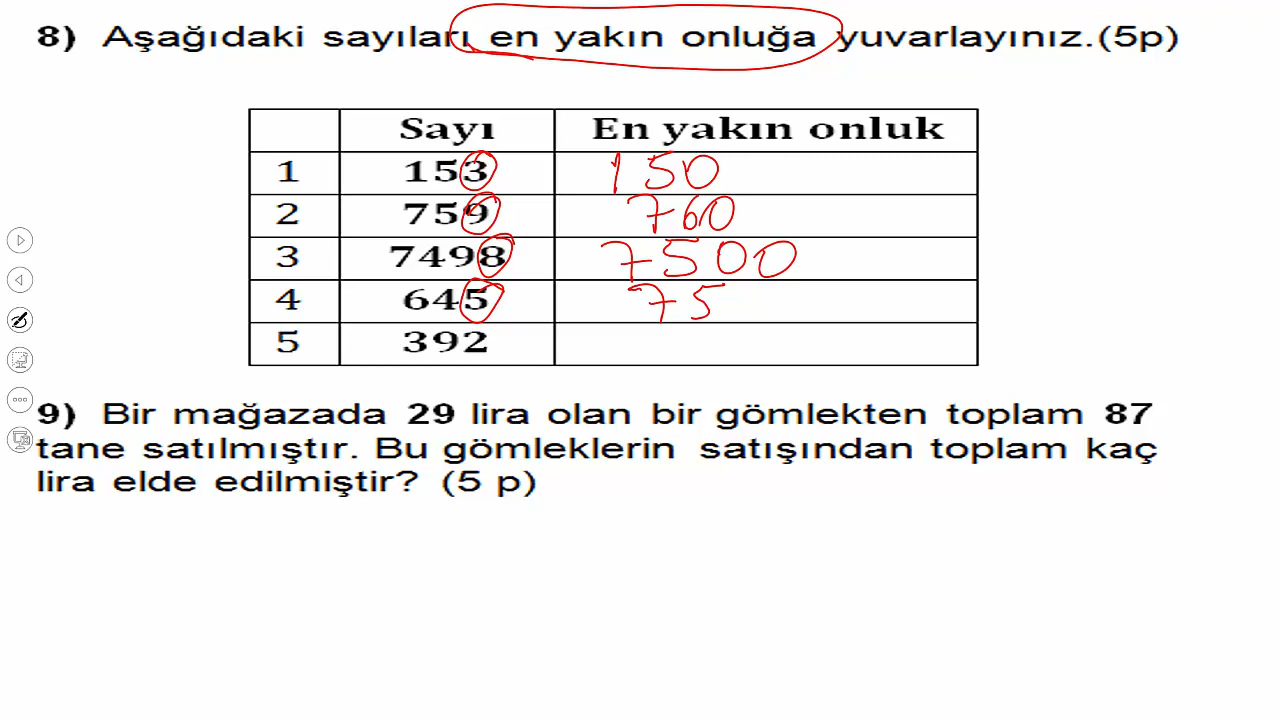 8) Aşağıdaki sayıları en yakın onluğa yuvarlayınız.(5p)
Sayı En yakın onluk
1 153 150
2 759 760
3 7498 7500
4 645 75
5 392
9) Bir mağazada 29 lira olan bir gömlekten toplam 87
tane satılmıştır. Bu gömleklerin satışından toplam kaç
lira elde edilmiştir? (5 p)